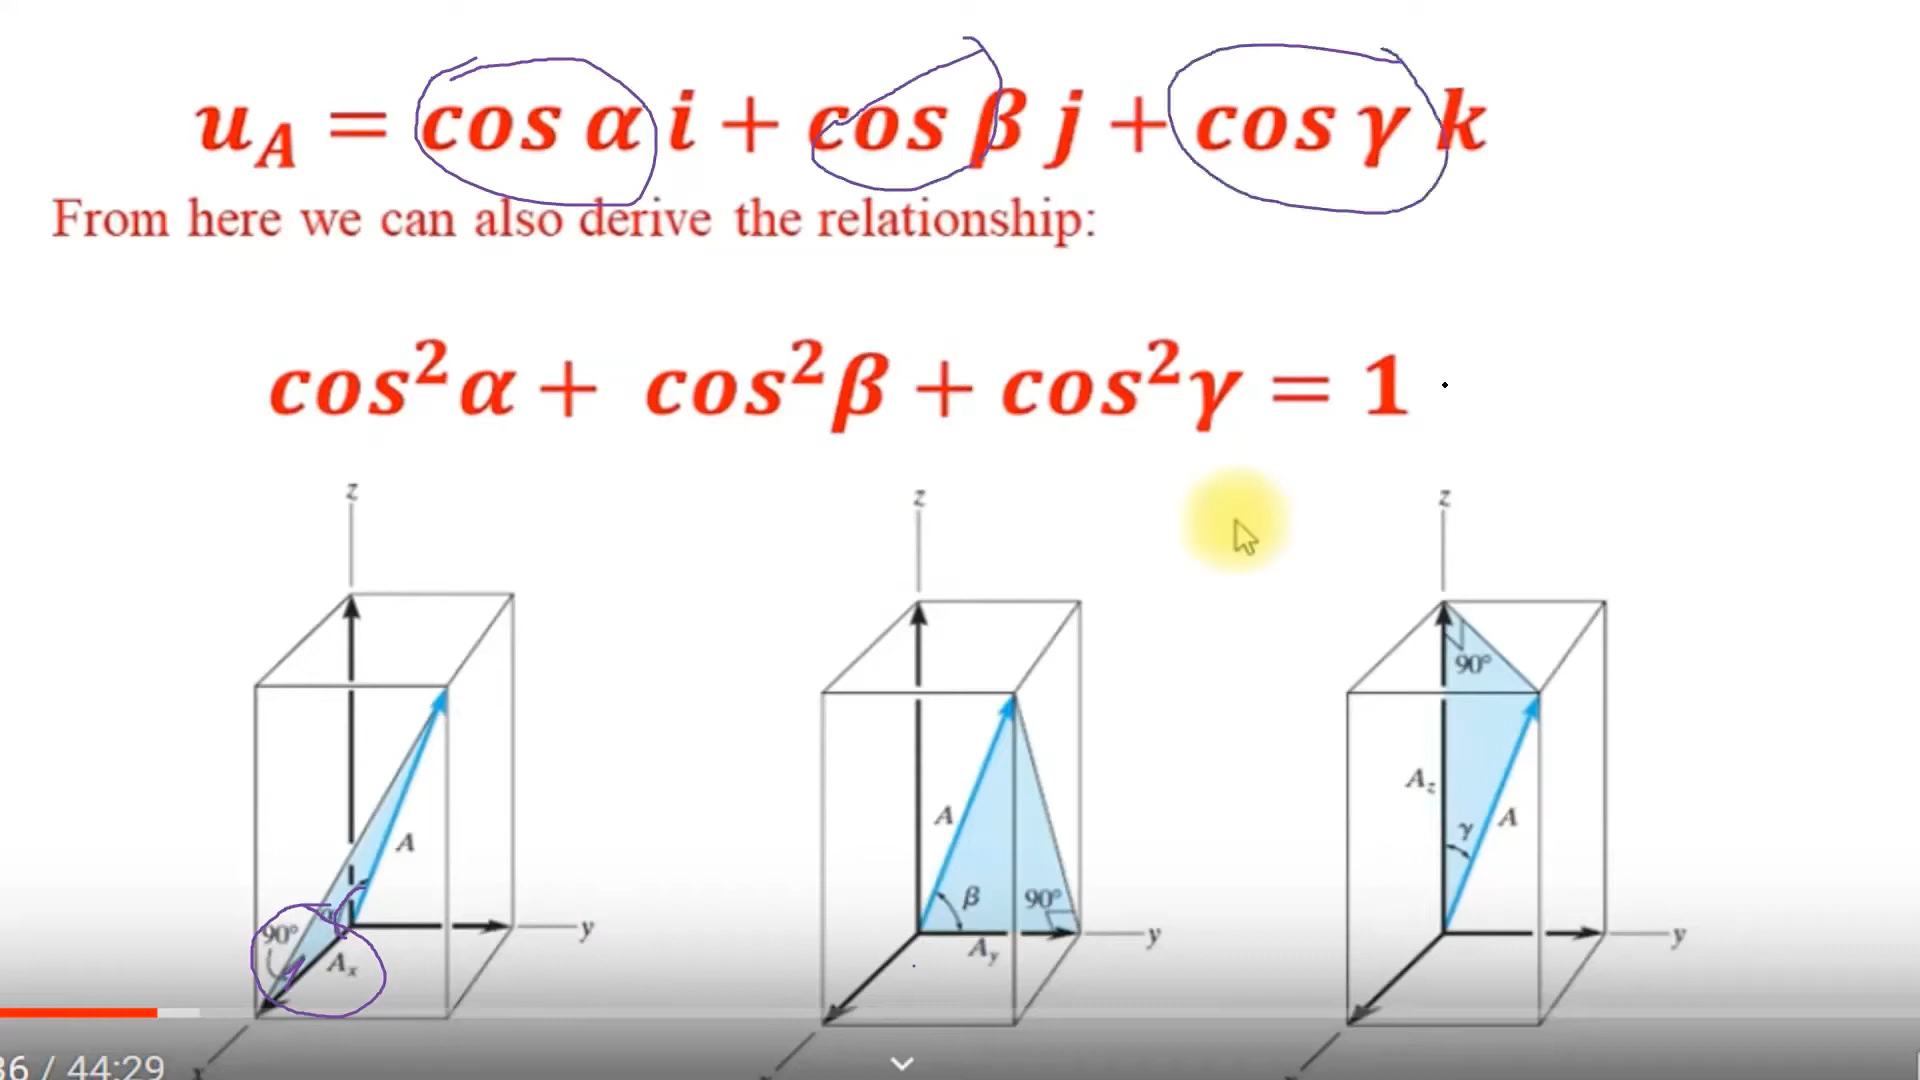 u_A = cos α i + cos β j + cos γ k
From here we can also derive the relationship:
cos²α + cos²β + cos²γ = 1
z z z
90°
A_z
A A γ A
β 90°
90° y y y
A_x A_y
36 / 44:29
x